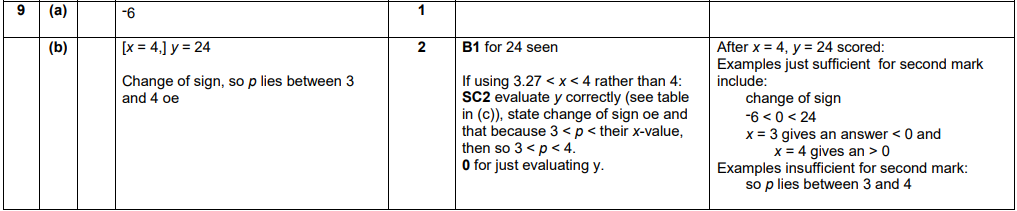 9 (a) ⁻6 1
(b) [x = 4,] y = 24 2 B1 for 24 seen After x = 4, y = 24 scored:
Examples just sufficient for second mark
Change of sign, so p lies between 3 If using 3.27 < x < 4 rather than 4: include:
and 4 oe SC2 evaluate y correctly (see table change of sign
in (c)), state change of sign oe and ⁻6 < 0 < 24
that because 3 < p < their x-value, x = 3 gives an answer < 0 and
then so 3 < p < 4. x = 4 gives an > 0
0 for just evaluating y. Examples insufficient for second mark:
so p lies between 3 and 4